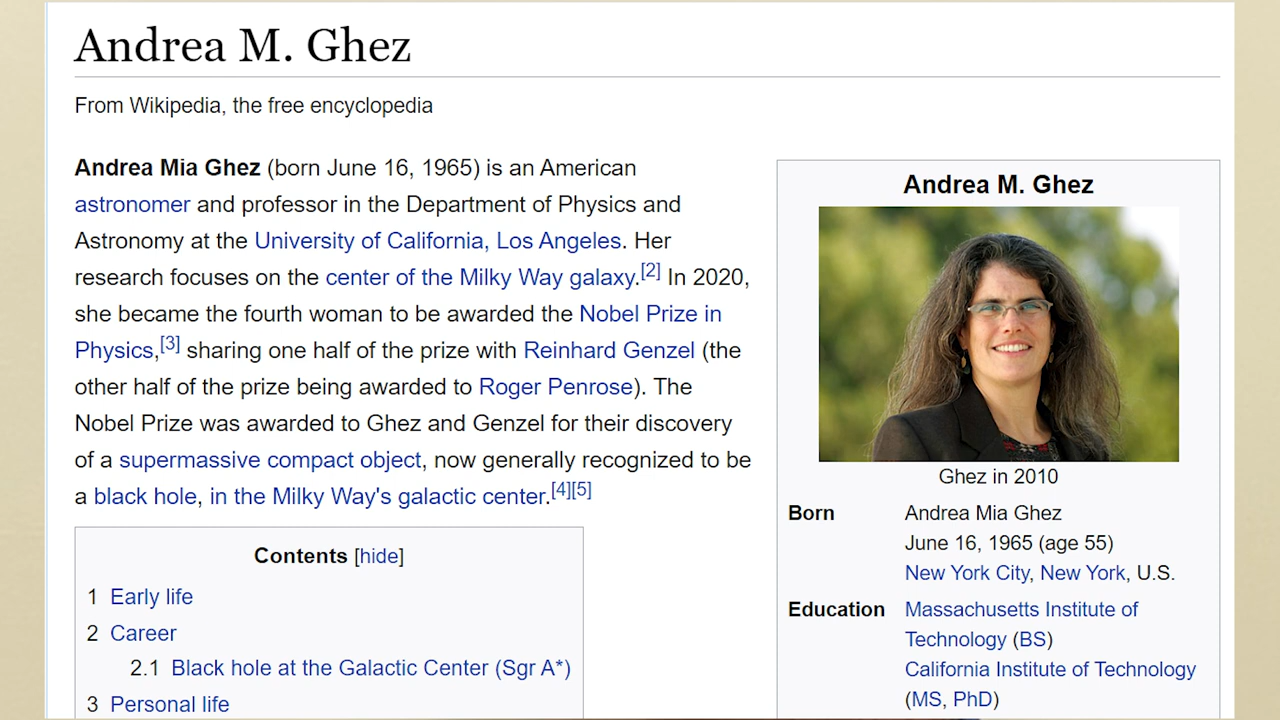 Andrea M. Ghez
From Wikipedia, the free encyclopedia
Andrea Mia Ghez (born June 16, 1965) is an American
astronomer and professor in the Department of Physics and
Astronomy at the University of California, Los Angeles. Her
research focuses on the center of the Milky Way galaxy.[2] In 2020,
she became the fourth woman to be awarded the Nobel Prize in
Physics,[3] sharing one half of the prize with Reinhard Genzel (the
other half of the prize being awarded to Roger Penrose). The
Nobel Prize was awarded to Ghez and Genzel for their discovery
of a supermassive compact object, now generally recognized to be
a black hole, in the Milky Way's galactic center.[4][5]
Contents [hide]
1 Early life
2 Career
2.1 Black hole at the Galactic Center (Sgr A*)
3 Personal life
Andrea M. Ghez
Ghez in 2010
Born Andrea Mia Ghez
June 16, 1965 (age 55)
New York City, New York, U.S.
Education Massachusetts Institute of
Technology (BS)
California Institute of Technology
(MS, PhD)